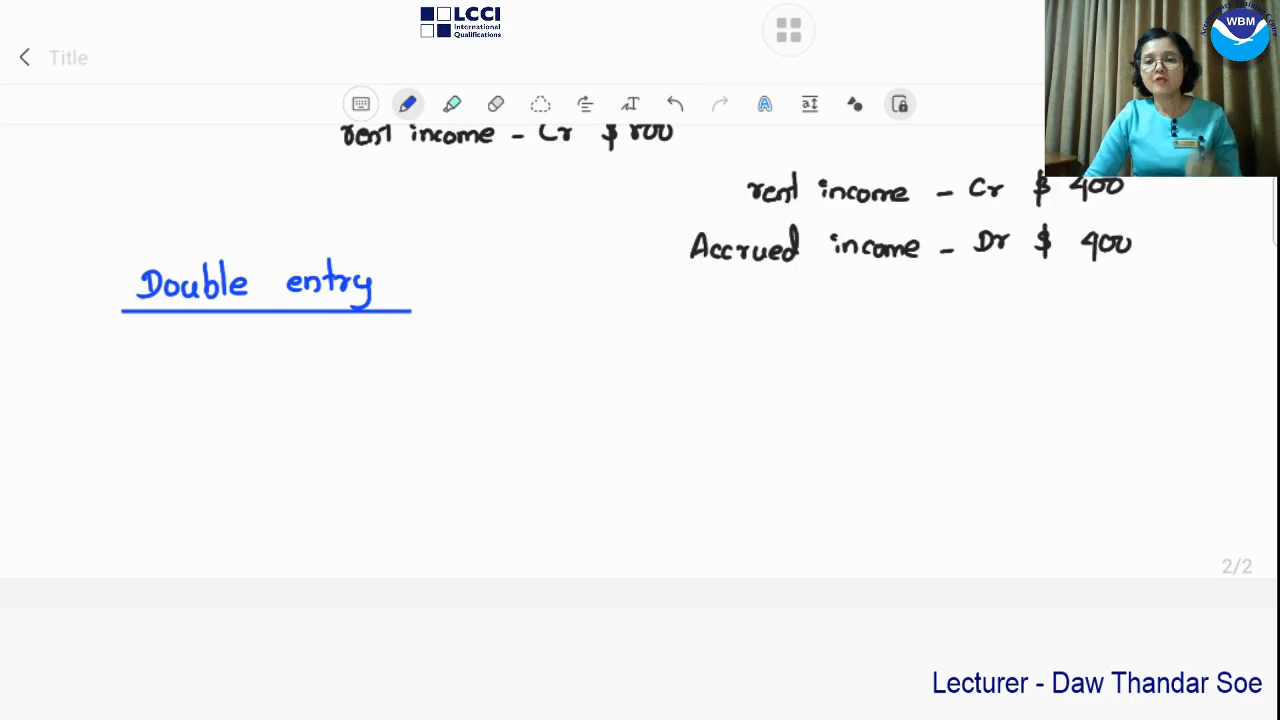 LCCI
International
Qualifications
WBM
Title
rent income - Cr $ 800
rent income - Cr $ 400
Accrued income - Dr $ 400
Double entry
2/2
Lecturer - Daw Thandar Soe